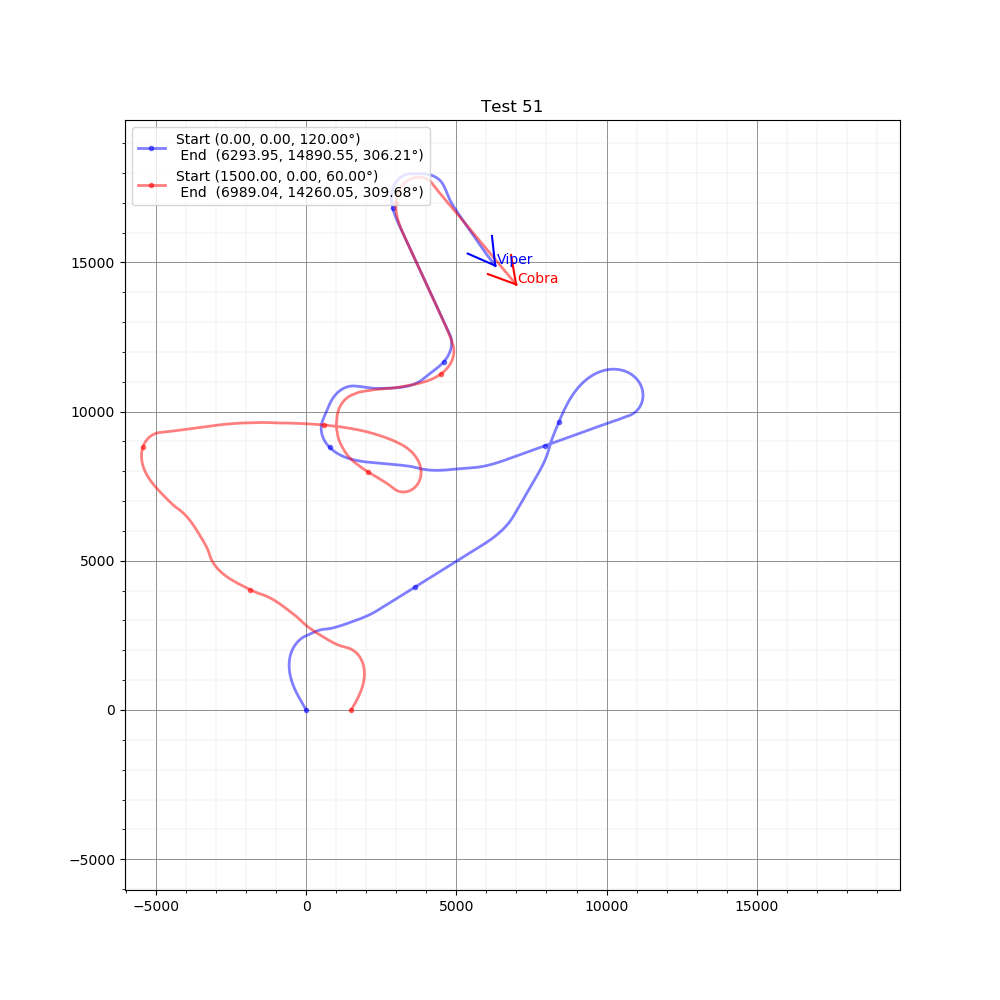 Test 51
Start (0.00, 0.00, 120.00°)
End (6293.95, 14890.55, 306.21°)
Start (1500.00, 0.00, 60.00°)
End (6989.04, 14260.05, 309.68°)
Viper
Cobra
15000
10000
5000
0
−5000
−5000 0 5000 10000 15000